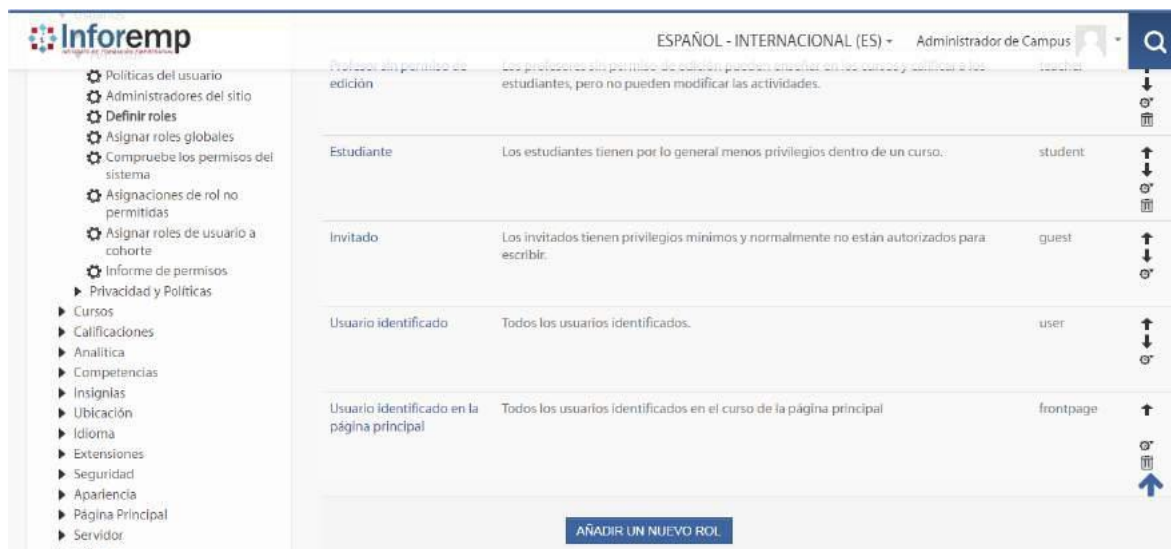 Inforemp
ESPAÑOL - INTERNACIONAL (ES)
Administrador de Campus
Políticas del usuario
Administradores del sitio
Definir roles
Asignar roles globales
Compruebe los permisos del
sistema
Asignaciones de rol no
permitidas
Asignar roles de usuario a
cohorte
Informe de permisos
Privacidad y Políticas
Cursos
Calificaciones
Analítica
Competencias
Insignias
Ubicación
Idioma
Extensiones
Seguridad
Apariencia
Página Principal
Servidor
Profesor sin permiso de
edición
Los profesores sin permiso de edición pueden enseñar en los cursos y calificar a los
estudiantes, pero no pueden modificar las actividades.
teacher
Estudiante
Los estudiantes tienen por lo general menos privilegios dentro de un curso.
student
Invitado
Los invitados tienen privilegios mínimos y normalmente no están autorizados para
escribir.
guest
Usuario identificado
Todos los usuarios identificados.
user
Usuario identificado en la
página principal
Todos los usuarios identificados en el curso de la página principal
frontpage
AÑADIR UN NUEVO ROL